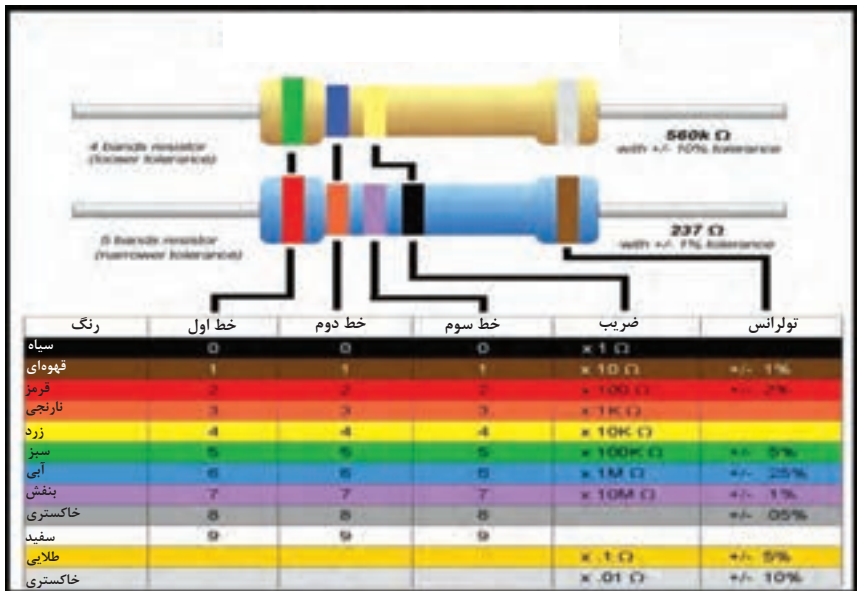 4 bands resistor
(looser tolerance)
560k Ω
with +/- 10% tolerance
5 bands resistor
(narrower tolerance)
237 Ω
with +/- 1% tolerance
رنگ خط اول خط دوم خط سوم ضریب تولرانس
سیاه 0 0 0 x 1 Ω
قهوه‌ای 1 1 1 x 10 Ω +/- 1%
قرمز 2 2 2 x 100 Ω +/- 2%
نارنجی 3 3 3 x 1K Ω
زرد 4 4 4 x 10K Ω
سبز 5 5 5 x 100K Ω +/- 5%
آبی 6 6 6 x 1M Ω +/- 25%
بنفش 7 7 7 x 10M Ω +/- 1%
خاکستری 8 8 8 +/- 05%
سفید 9 9 9
طلایی x .1 Ω +/- 5%
خاکستری x .01 Ω +/- 10%